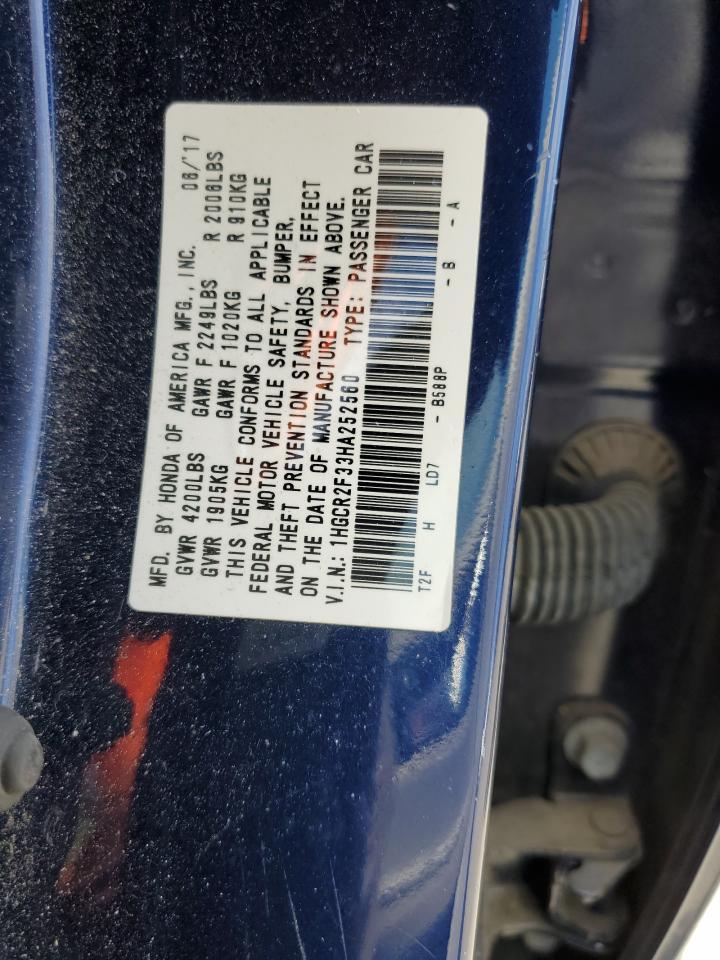 MFD. BY HONDA OF AMERICA MFG., INC. 06/'17
GVWR 4200LBS GAWR F 2249LBS R 2006LBS
GVWR 1905KG GAWR F 1020KG R 910KG
THIS VEHICLE CONFORMS TO ALL APPLICABLE
FEDERAL MOTOR VEHICLE SAFETY, BUMPER,
AND THEFT PREVENTION STANDARDS IN EFFECT
ON THE DATE OF MANUFACTURE SHOWN ABOVE.
V.I.N.: 1HGCR2F33HA252560 TYPE: PASSENGER CAR
T2F H LD7 - B588P - B - A